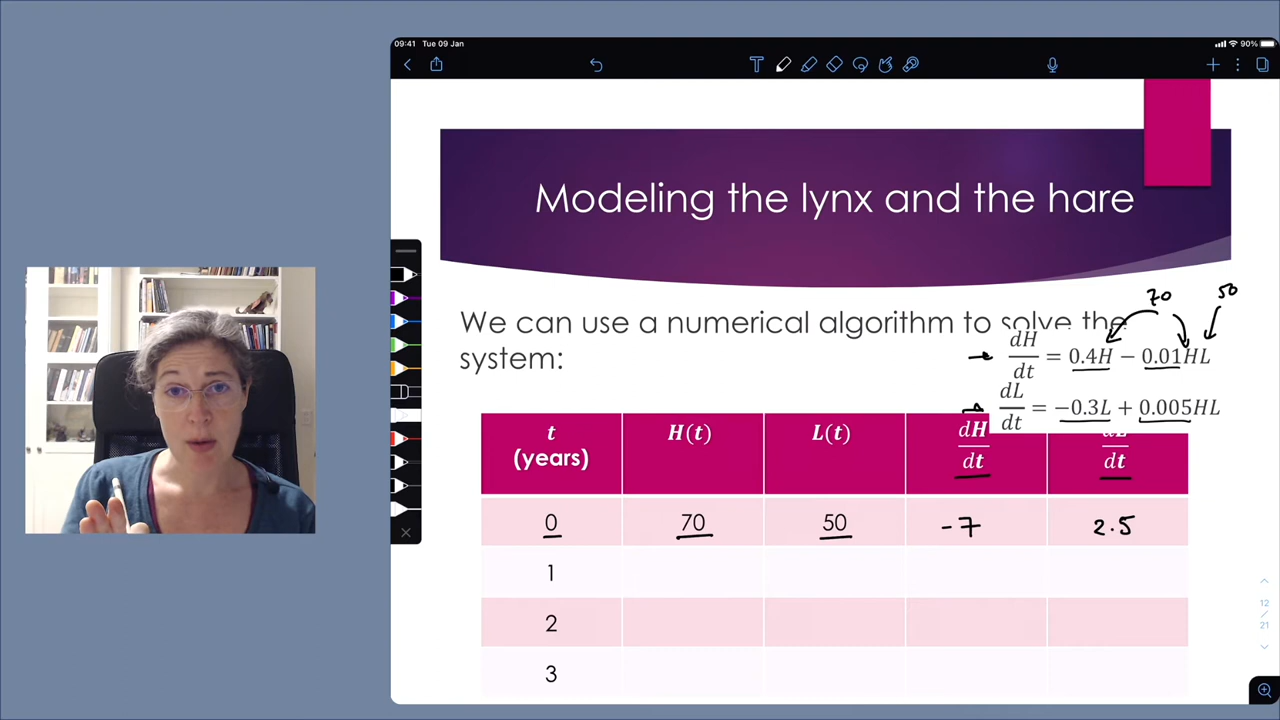 09:41 Tue 09 Jan
90%
Modeling the lynx and the hare
We can use a numerical algorithm to solve the
system:
70 50
dH/dt = 0.4H − 0.01HL
dL/dt = −0.3L + 0.005HL
t (years) H(t) L(t) dH/dt dL/dt
0 70 50 -7 2.5
1
2
3
12
/
21